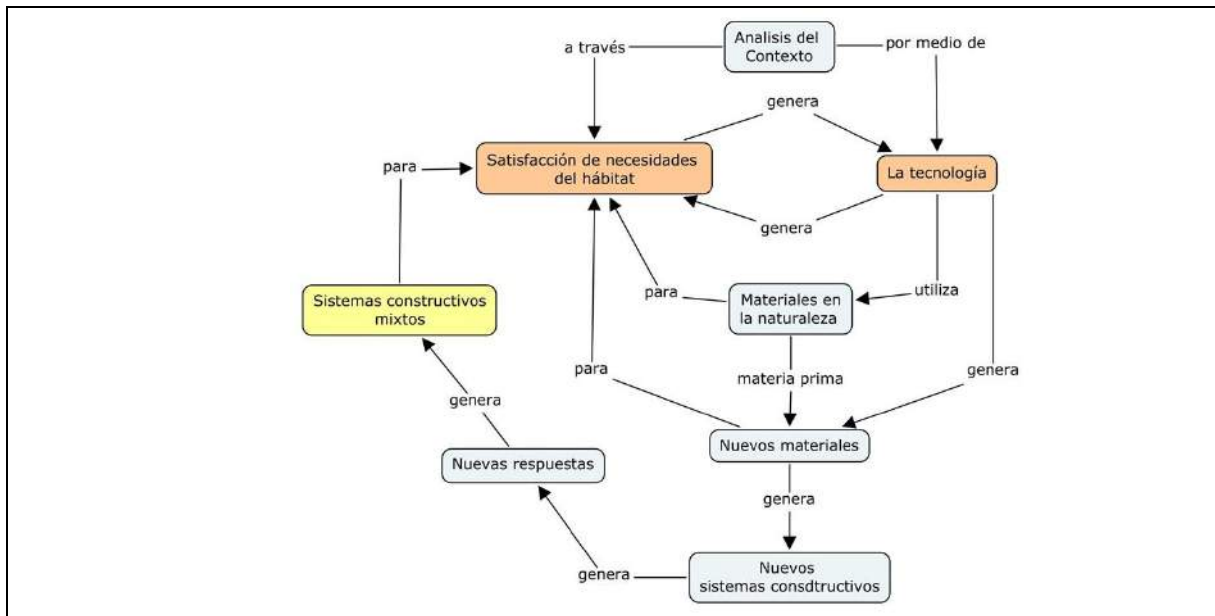 Analisis del
Contexto
a través
por medio de
genera
Satisfacción de necesidades
del hábitat
La tecnología
para
genera
Sistemas constructivos
mixtos
para
Materiales en
la naturaleza
utiliza
para
materia prima
genera
genera
Nuevos materiales
Nuevas respuestas
genera
genera
Nuevos
sistemas consdtructivos